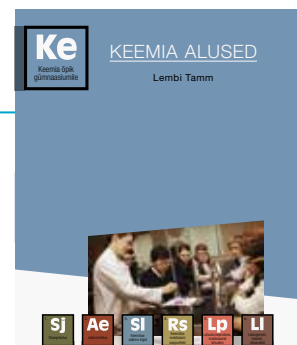 Ke
Keemia õpik
gümnaasiumile
KEEMIA ALUSED
Lembi Tamm
Sj
Ae
Sl
Rs
Lp
Ll